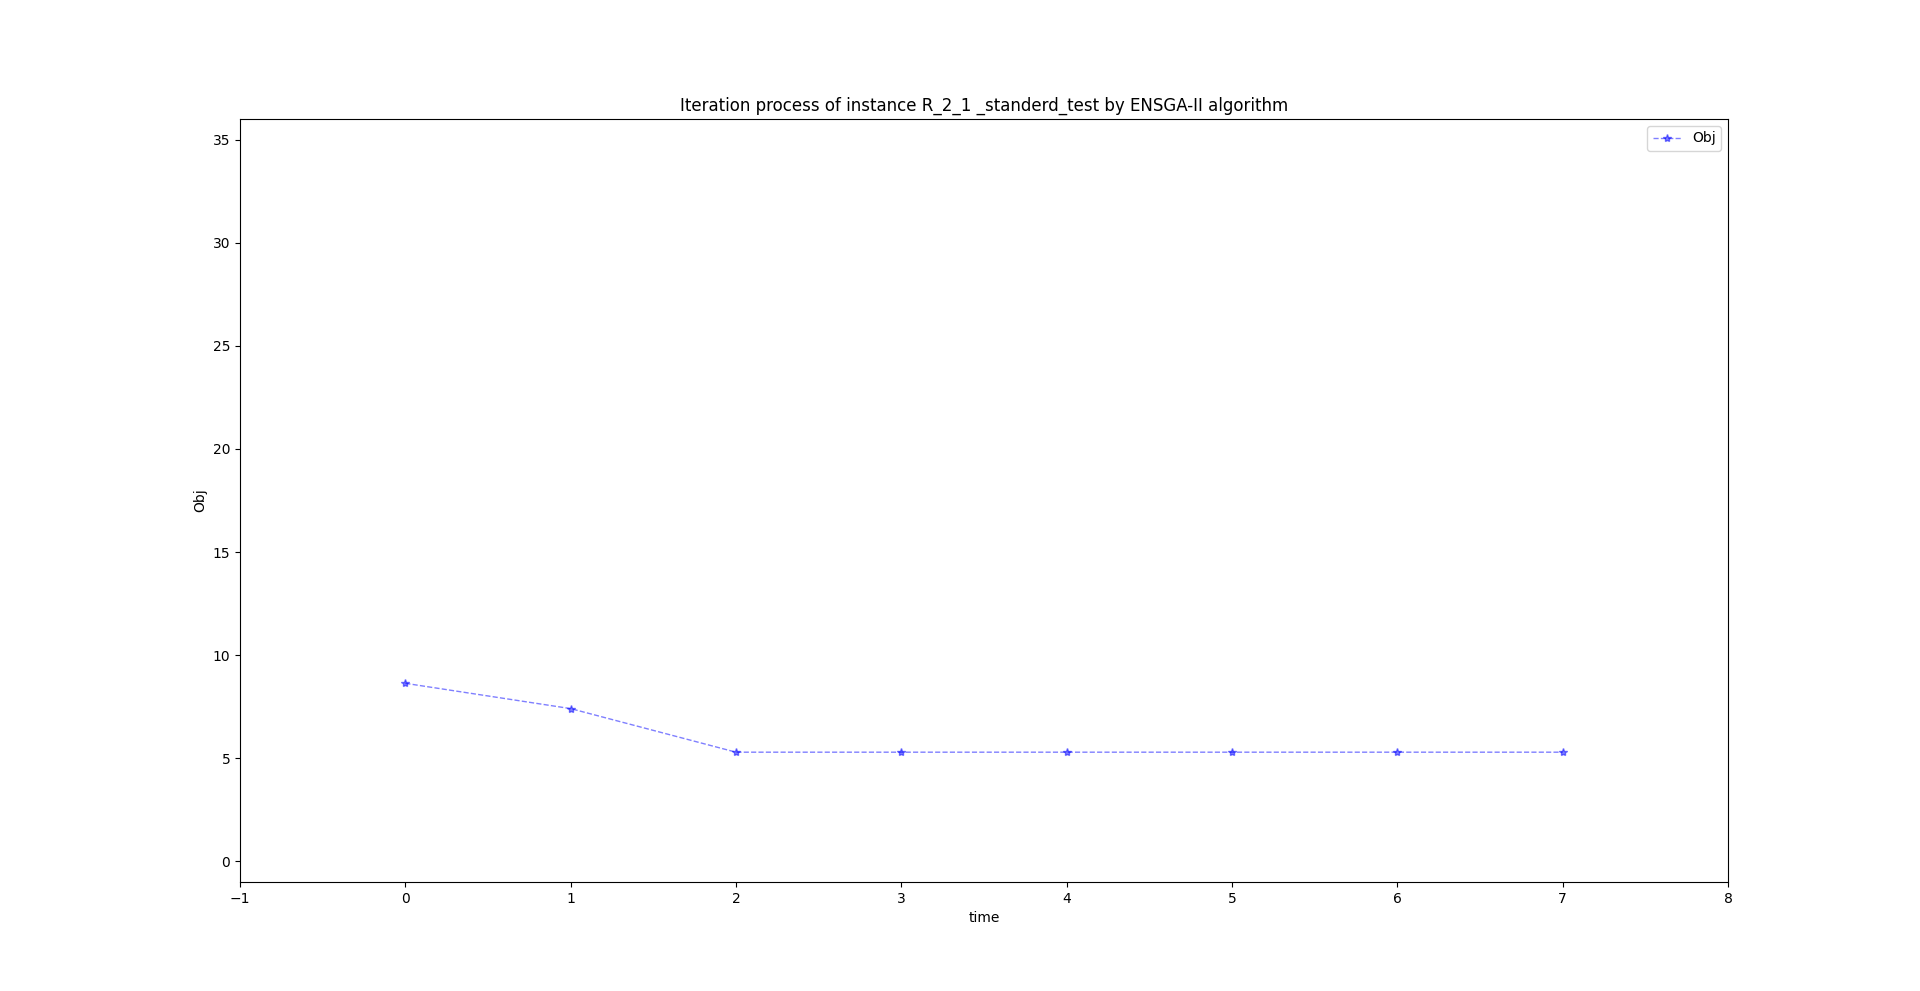 Iteration process of instance R_2_1 _standerd_test by ENSGA-II algorithm
Obj
35
30
25
20
15
10
5
0
Obj
−1 0 1 2 3 4 5 6 7 8
time